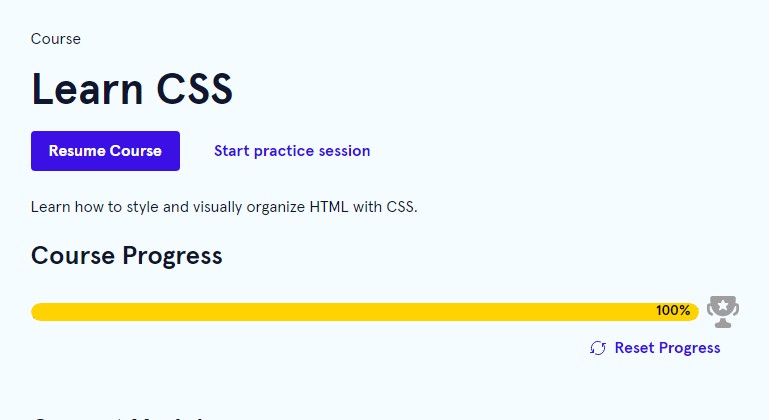 Course
Learn CSS
Resume Course
Start practice session
Learn how to style and visually organize HTML with CSS.
Course Progress
100%
Reset Progress